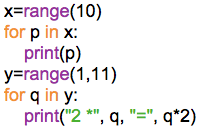 x=range(10)
for p in x:
    print(p)
y=range(1,11)
for q in y:
    print("2 *", q, "=", q*2)